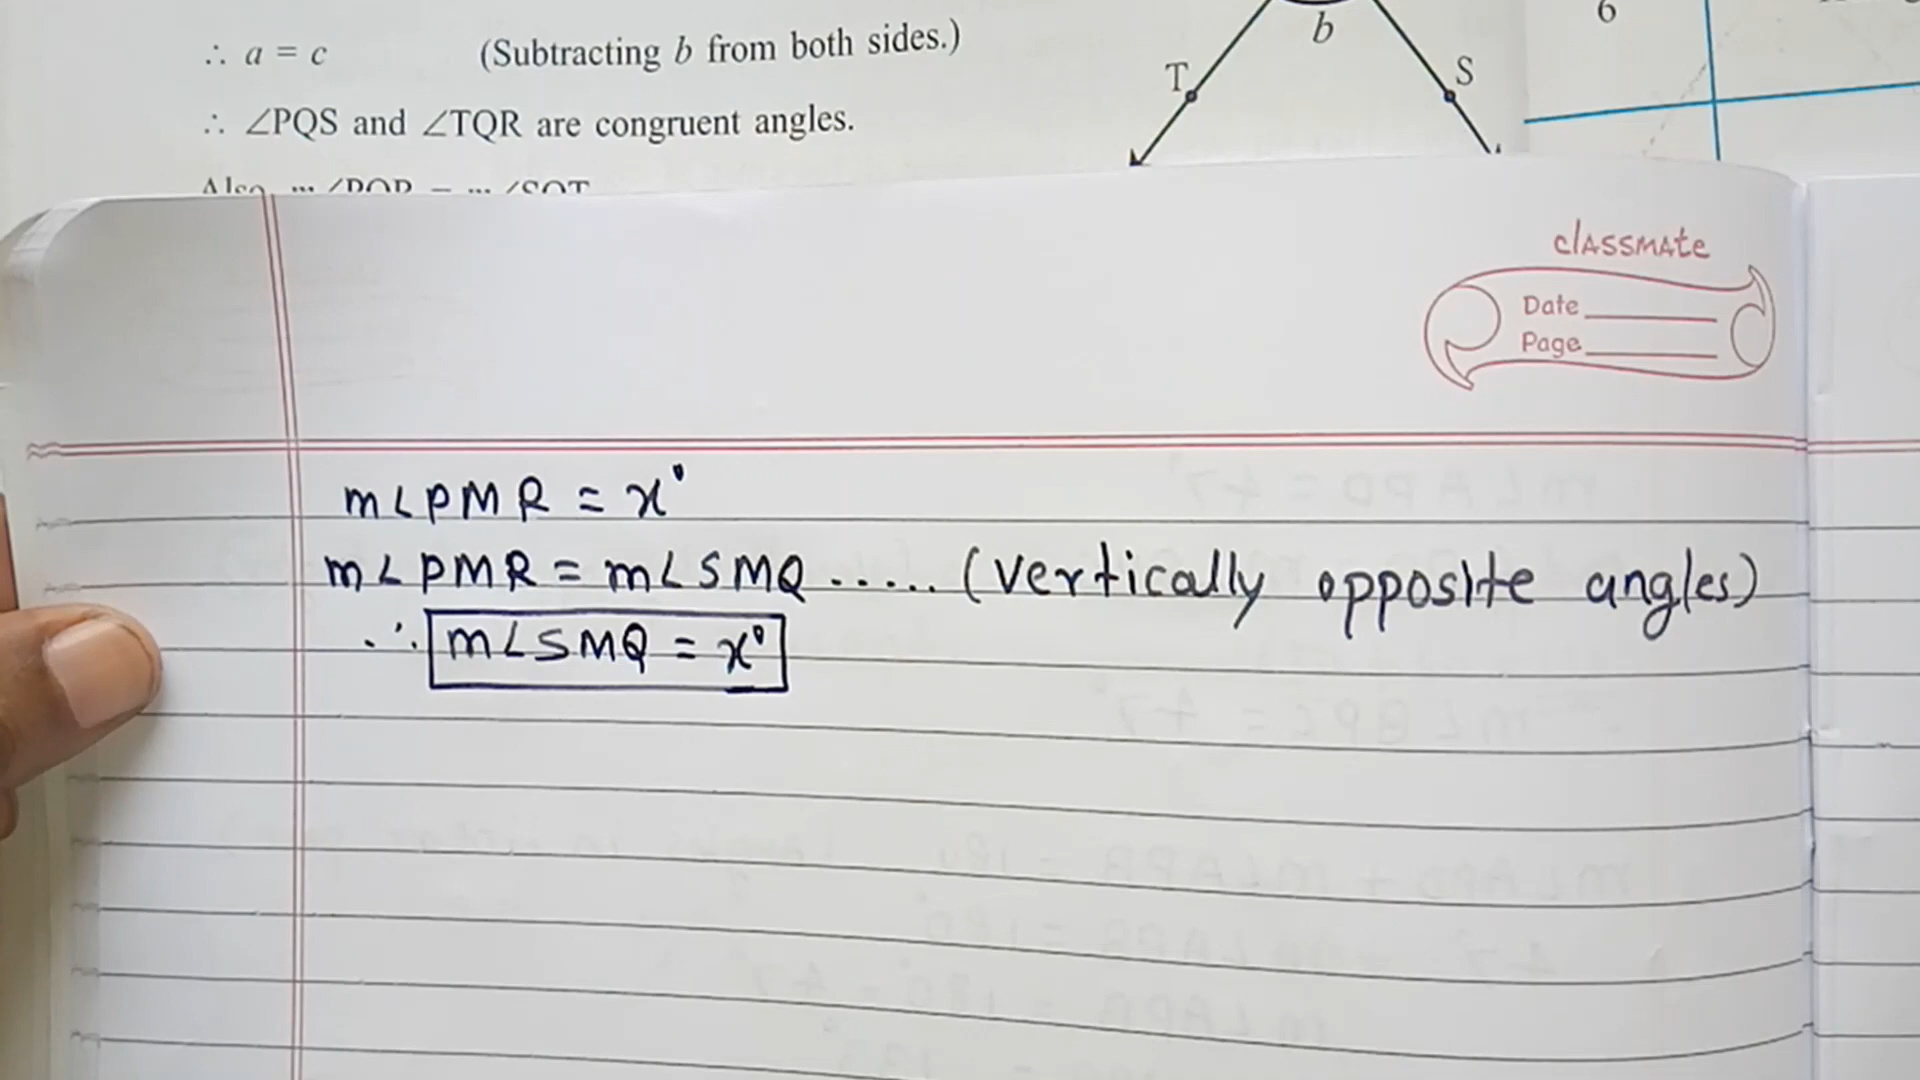 ∴ a = c (Subtracting b from both sides.)
∴ ∠PQS and ∠TQR are congruent angles.
T
b
S
6
classmate
Date
Page
m∠PMR = x°
m∠PMR = m∠SMQ ..... (vertically opposite angles)
∴ m∠SMQ = x°